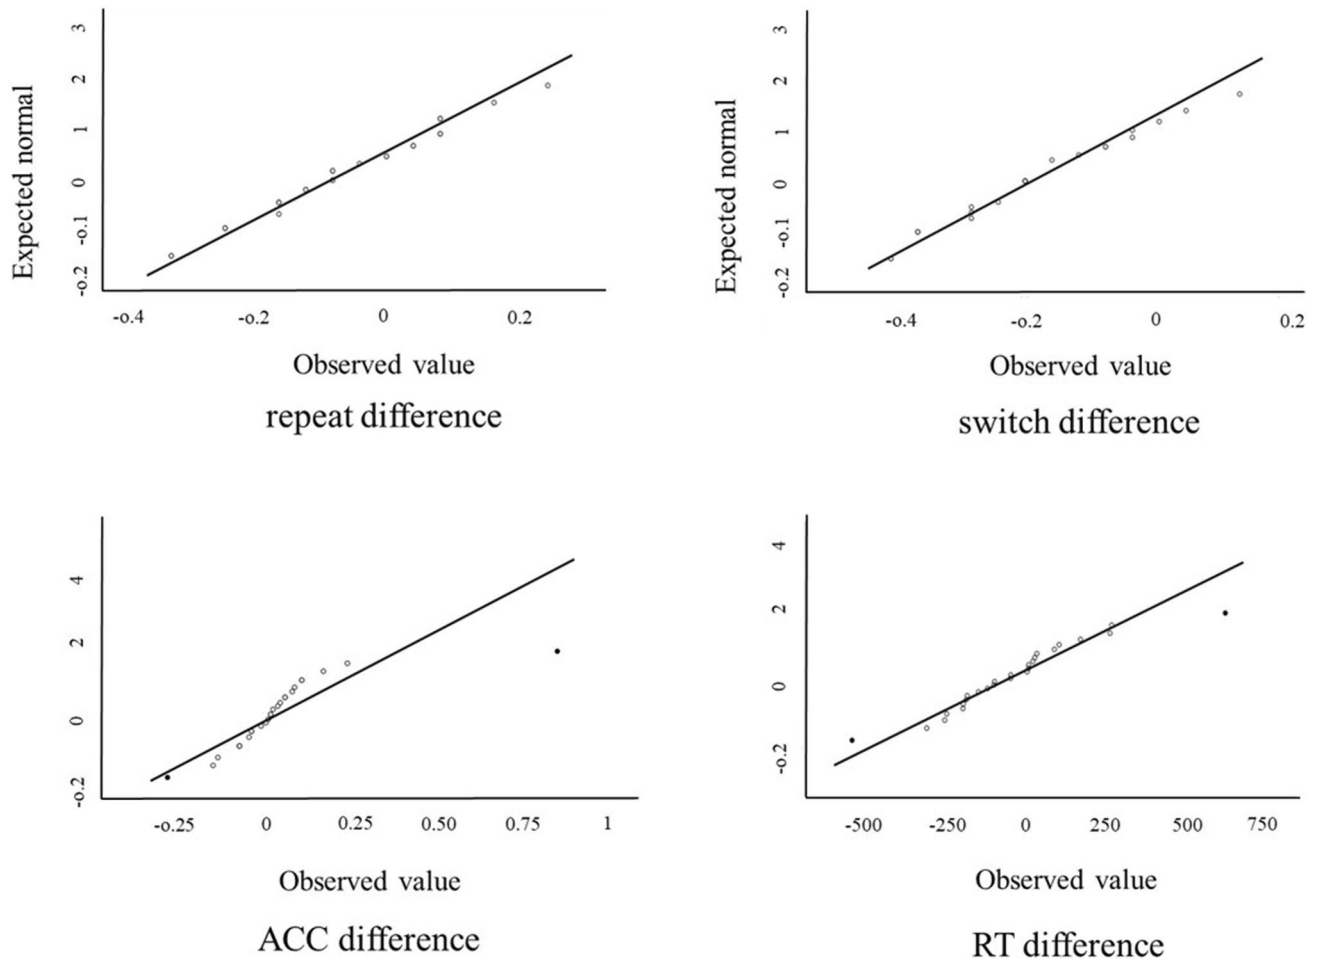 3
2
1
0
-0.1
-0.2
Expected normal
-0.4 -0.2 0 0.2
Observed value
repeat difference
3
2
1
0
-0.1
-0.2
Expected normal
-0.4 -0.2 0 0.2
Observed value
switch difference
4
2
0
-0.2
-0.25 0 0.25 0.50 0.75 1
Observed value
ACC difference
4
2
0
-0.2
-500 -250 0 250 500 750
Observed value
RT difference